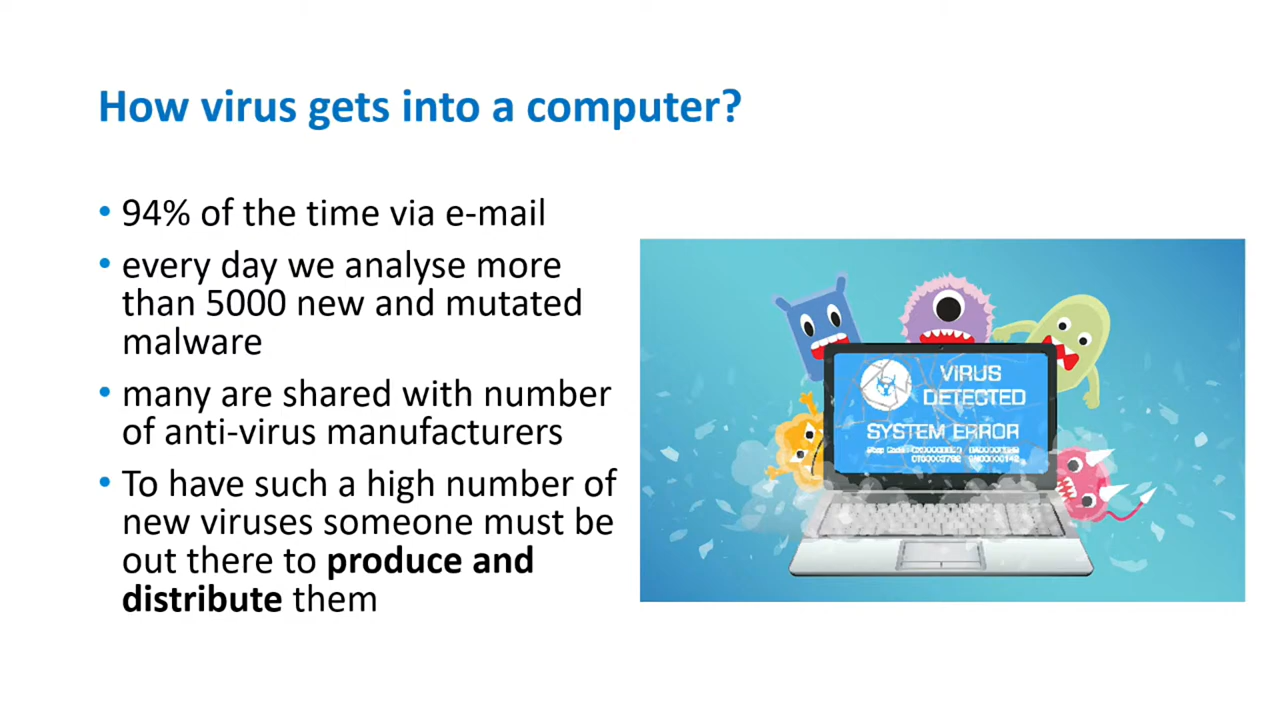 How virus gets into a computer?
• 94% of the time via e-mail
• every day we analyse more
than 5000 new and mutated
malware
• many are shared with number
of anti-virus manufacturers
• To have such a high number of
new viruses someone must be
out there to produce and
distribute them
VIRUS
DETECTED
SYSTEM ERROR